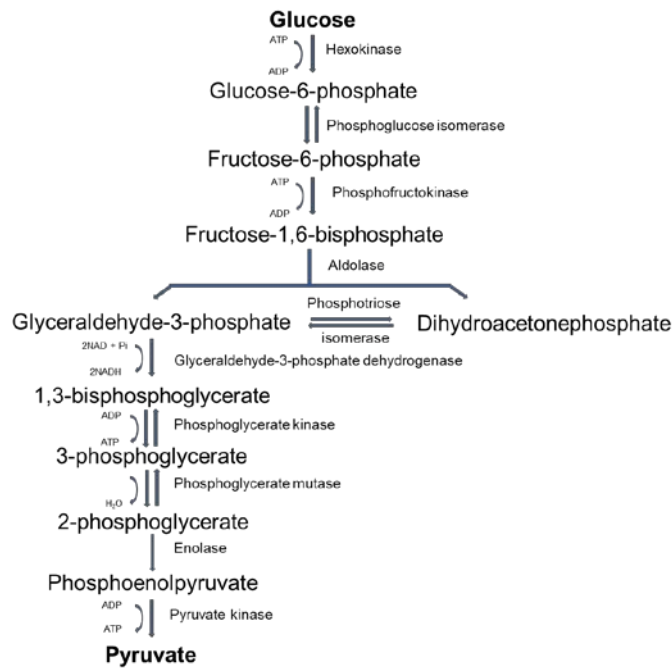 Glucose
ATP
Hexokinase
ADP
Glucose-6-phosphate
Phosphoglucose isomerase
Fructose-6-phosphate
ATP
Phosphofructokinase
ADP
Fructose-1,6-bisphosphate
Aldolase
Phosphotriose
Glyceraldehyde-3-phosphate
Dihydroacetonephosphate
isomerase
2NAD + Pi
Glyceraldehyde-3-phosphate dehydrogenase
2NADH
1,3-bisphosphoglycerate
ADP
Phosphoglycerate kinase
ATP
3-phosphoglycerate
Phosphoglycerate mutase
H₂O
2-phosphoglycerate
Enolase
Phosphoenolpyruvate
ADP
Pyruvate kinase
ATP
Pyruvate